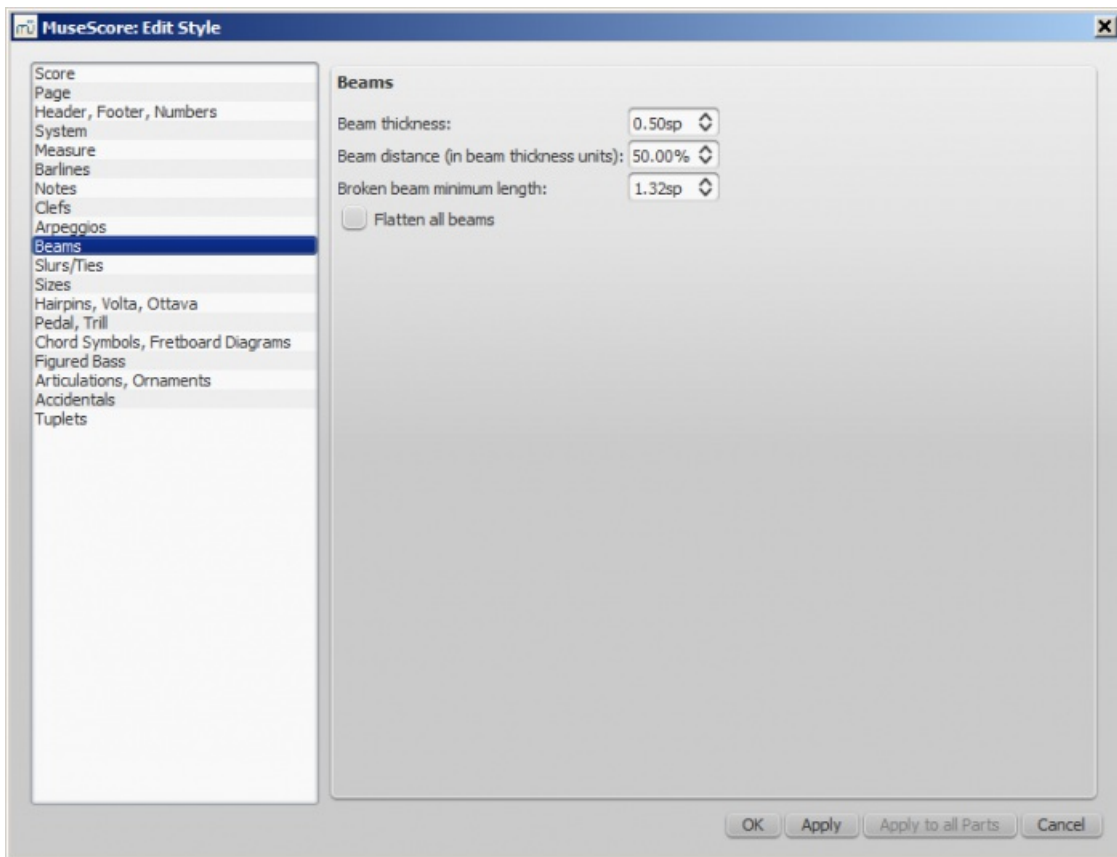 MuseScore: Edit Style
Score
Page
Header, Footer, Numbers
System
Measure
Barlines
Notes
Clefs
Arpeggios
Beams
Slurs/Ties
Sizes
Hairpins, Volta, Ottava
Pedal, Trill
Chord Symbols, Fretboard Diagrams
Figured Bass
Articulations, Ornaments
Accidentals
Tuplets
Beams
Beam thickness: 0.50sp
Beam distance (in beam thickness units): 50.00%
Broken beam minimum length: 1.32sp
Flatten all beams
OK Apply Apply to all Parts Cancel